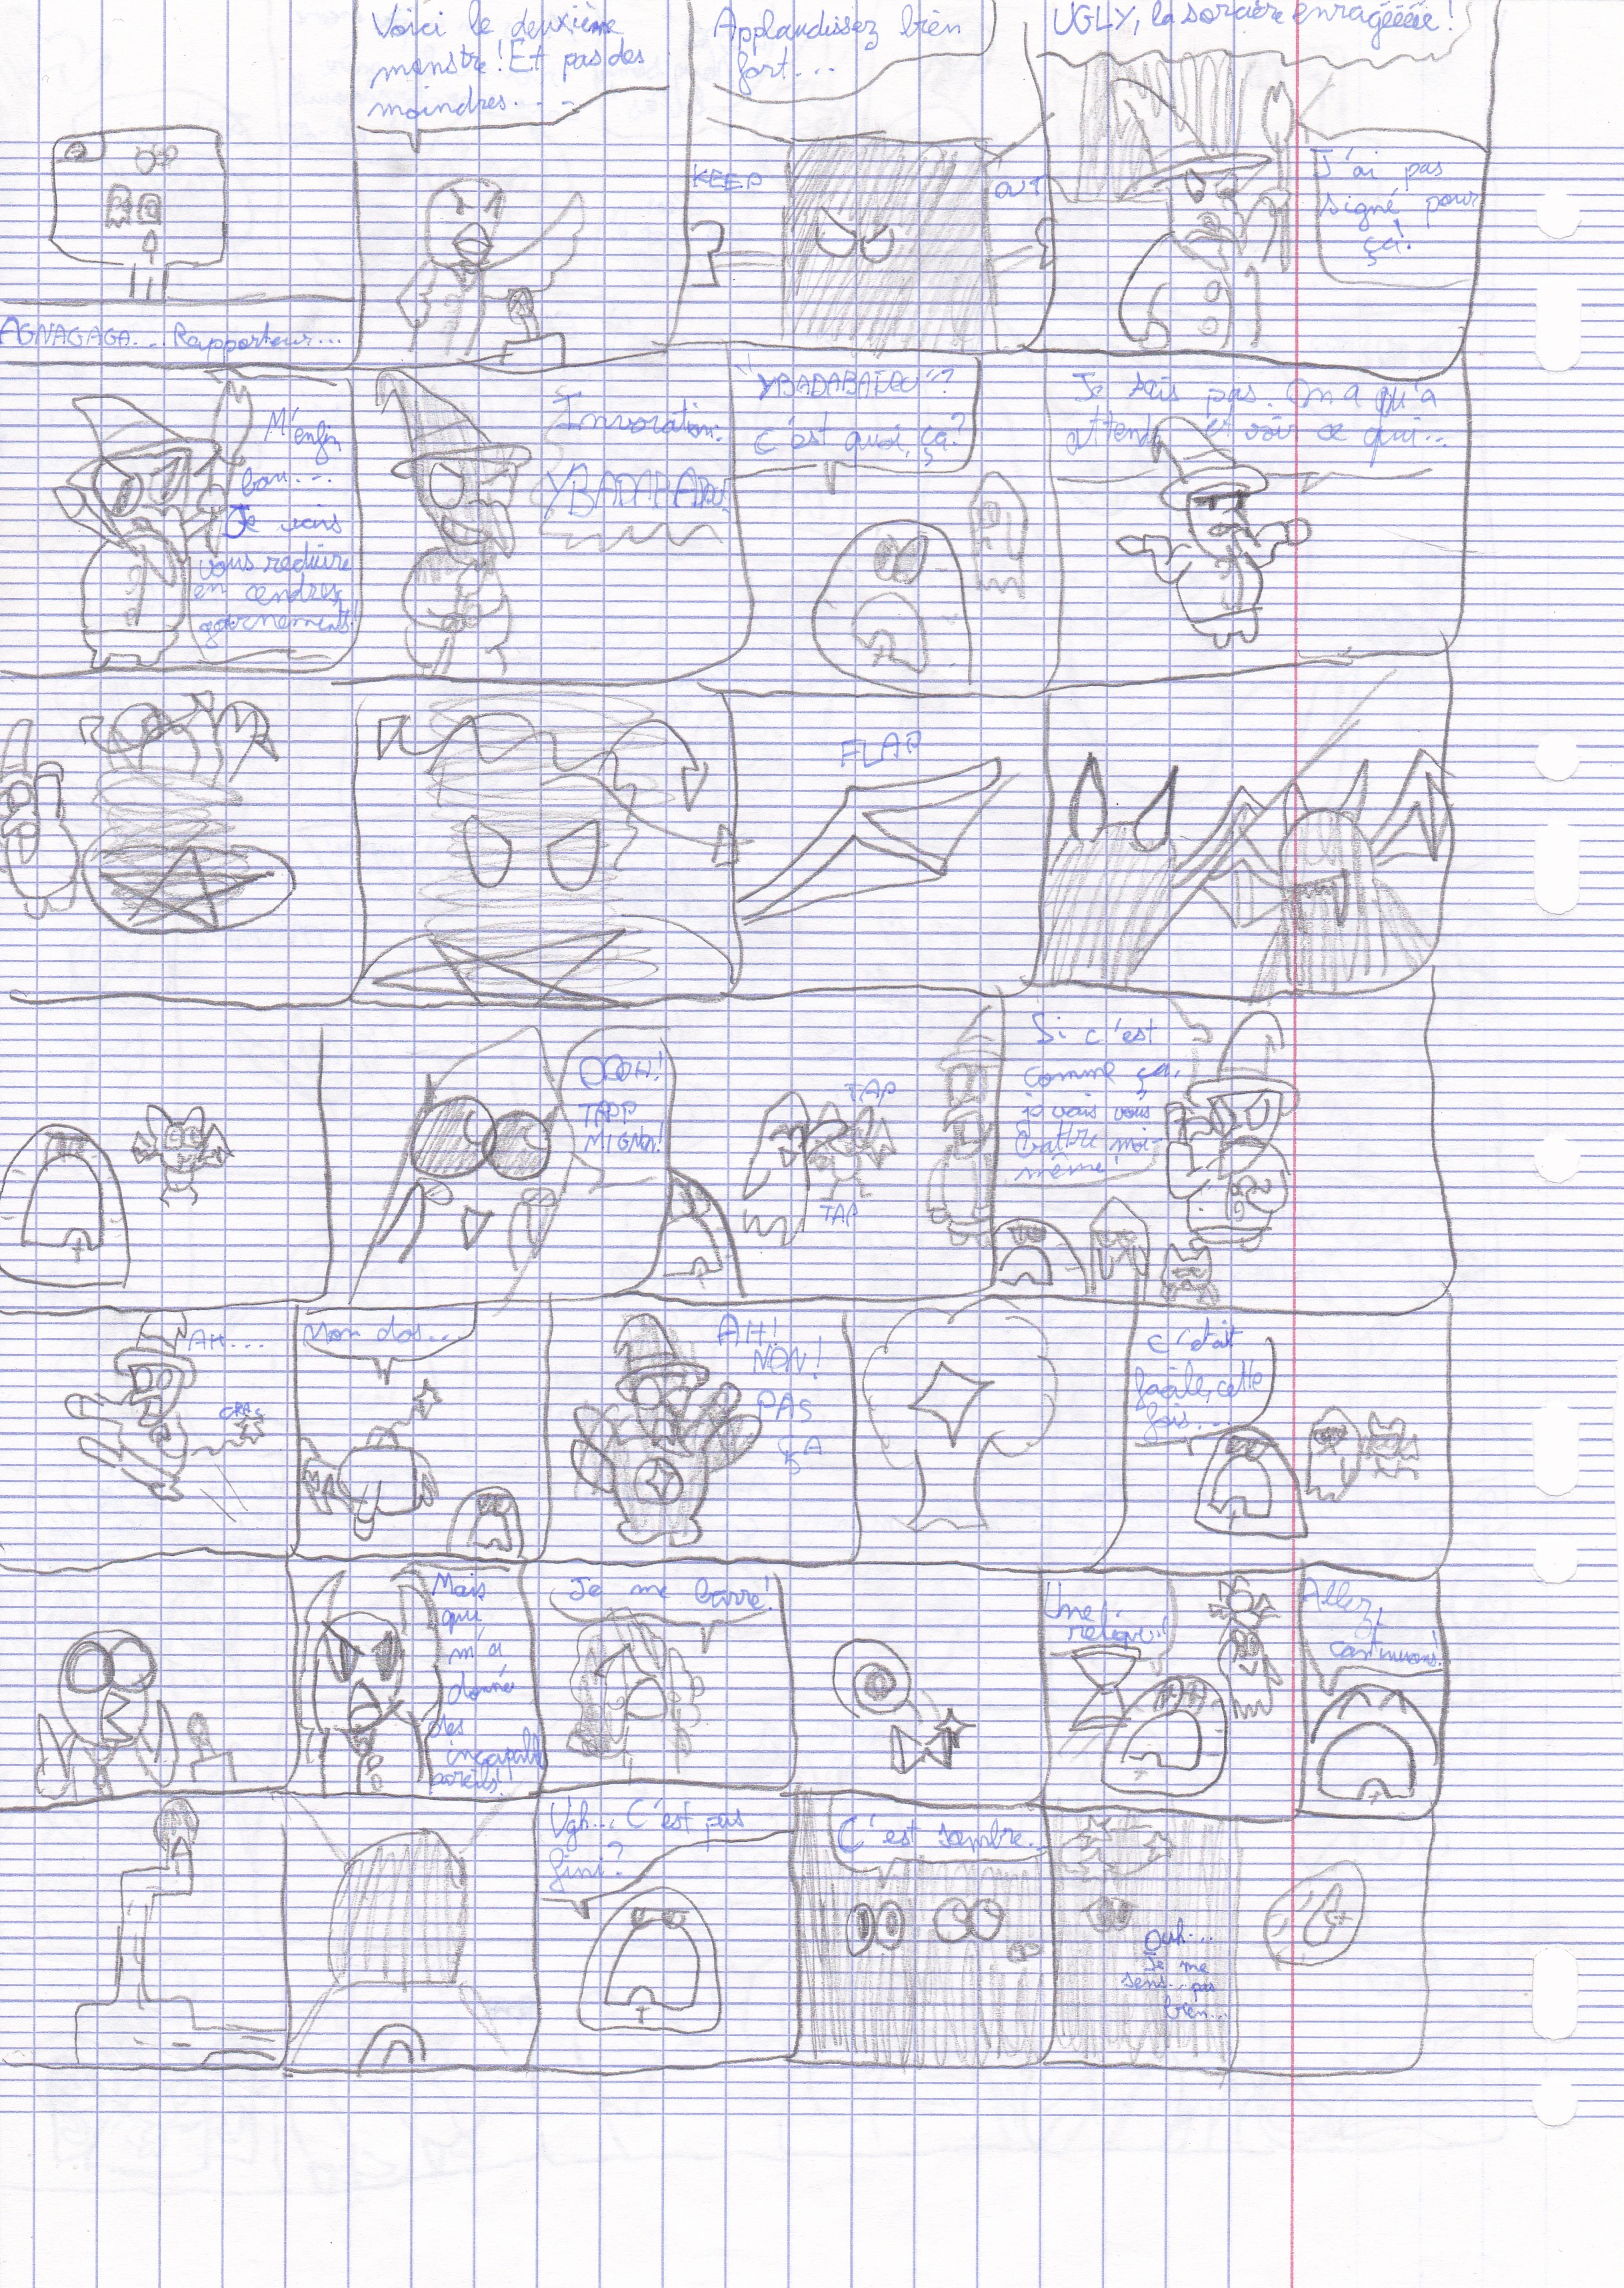 Voici le deuxième
monstre! Et pas des
moindres...
Applaudissez bien
fort...
UGLY, la sorcière enragéééée!
KEEP
OUT
J'ai pas
signé pour
ça!
AGNAGAGA... Rapporteur...
M'enfin
bon...
Je vais
vous réduire
en cendres,
garnements!
Invocation:
"YBADABADOU"?
C'est quoi, ça?
Je sais pas. On a qu'à
attendre et voir ce qui...
FLAP
OOOH!
TROP
MIGNON!
TAP
TAP
Si c'est
comme ça,
je vais vous
battre moi-
même!
AH...
CRAC
Mon dos...
AH!
NON!
PAS
ÇA
C'était
facile, cette
fois...
Mais
qui
m'a
donné
des
incapables
pareils!
Je me barre!
Une
relique!
Allez,
continuons!
Ugh... C'est pas
fini?
C'est sombre...
Ouh...
Je me
sens... pas
bien...